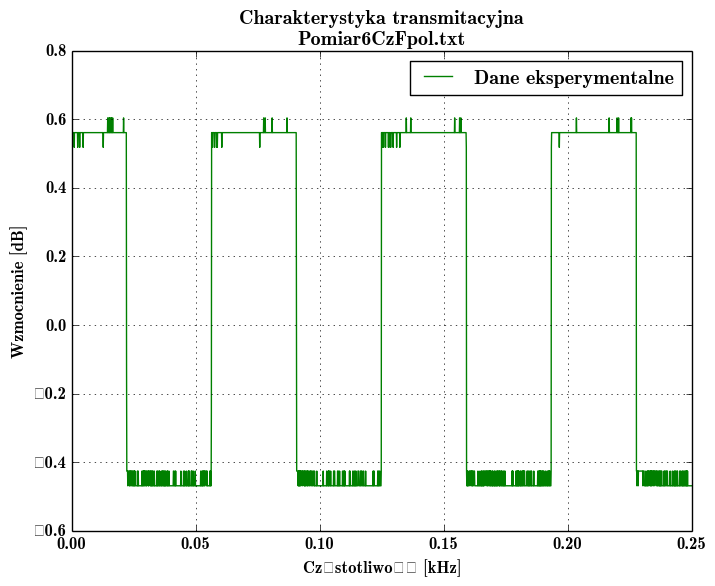 Charakterystyka transmitacyjna
Pomiar6CzFpol.txt
Dane eksperymentalne
0.8
0.6
0.4
0.2
0.0
□0.2
□0.4
□0.6
Wzmocnienie [dB]
0.00 0.05 0.10 0.15 0.20 0.25
Cz□stotliwo□□ [kHz]